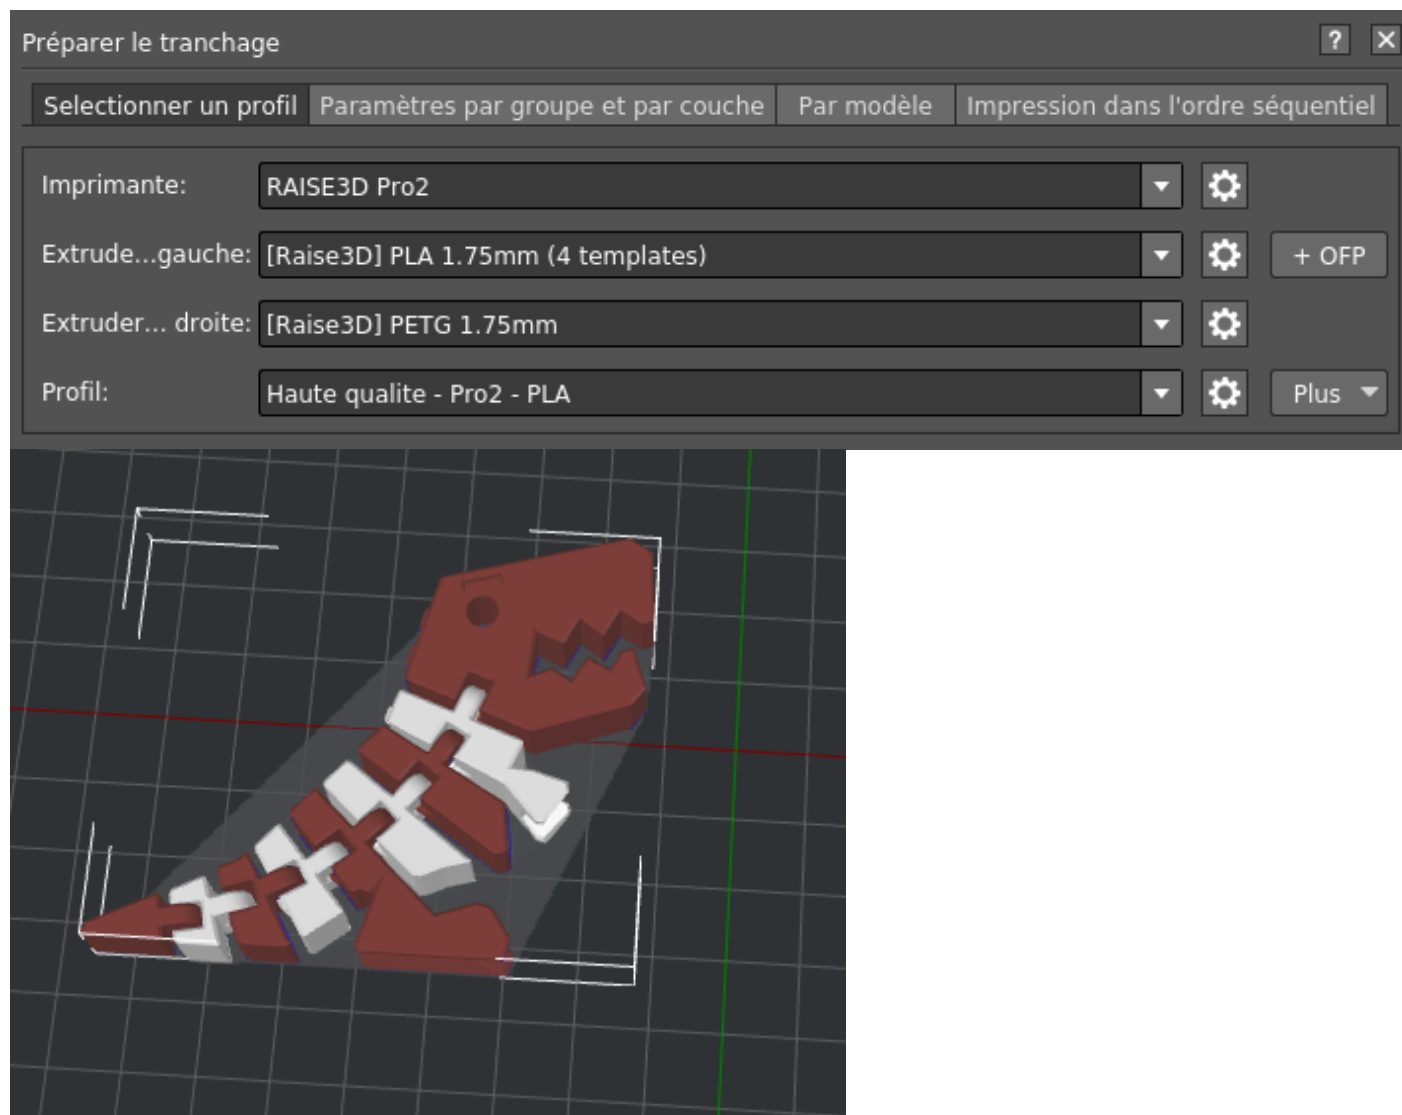 Préparer le tranchage
?
Selectionner un profil Paramètres par groupe et par couche Par modèle Impression dans l'ordre séquentiel
Imprimante: RAISE3D Pro2
Extrude...gauche: [Raise3D] PLA 1.75mm (4 templates) + OFP
Extruder... droite: [Raise3D] PETG 1.75mm
Profil: Haute qualite - Pro2 - PLA Plus